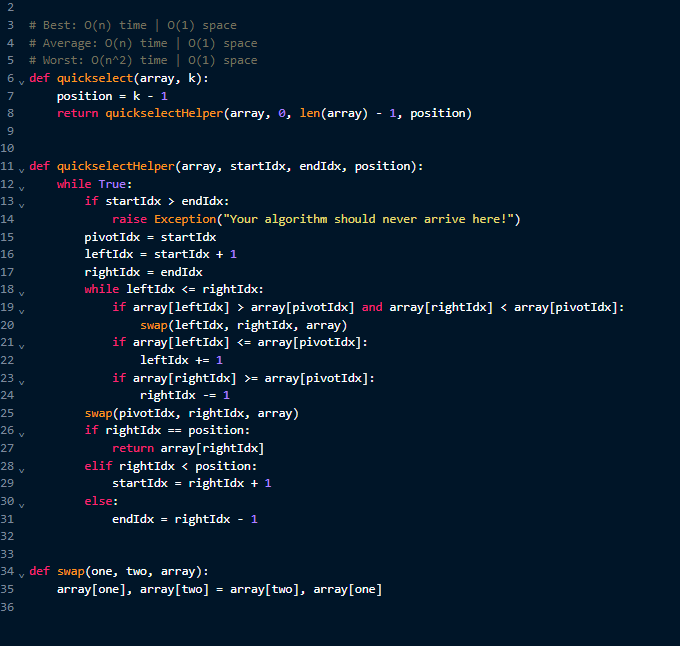 2
3 # Best: O(n) time | O(1) space
4 # Average: O(n) time | O(1) space
5 # Worst: O(n^2) time | O(1) space
6 def quickselect(array, k):
7     position = k - 1
8     return quickselectHelper(array, 0, len(array) - 1, position)
9
10
11 def quickselectHelper(array, startIdx, endIdx, position):
12     while True:
13         if startIdx > endIdx:
14             raise Exception("Your algorithm should never arrive here!")
15         pivotIdx = startIdx
16         leftIdx = startIdx + 1
17         rightIdx = endIdx
18         while leftIdx <= rightIdx:
19             if array[leftIdx] > array[pivotIdx] and array[rightIdx] < array[pivotIdx]:
20                 swap(leftIdx, rightIdx, array)
21             if array[leftIdx] <= array[pivotIdx]:
22                 leftIdx += 1
23             if array[rightIdx] >= array[pivotIdx]:
24                 rightIdx -= 1
25         swap(pivotIdx, rightIdx, array)
26         if rightIdx == position:
27             return array[rightIdx]
28         elif rightIdx < position:
29             startIdx = rightIdx + 1
30         else:
31             endIdx = rightIdx - 1
32
33
34 def swap(one, two, array):
35     array[one], array[two] = array[two], array[one]
36